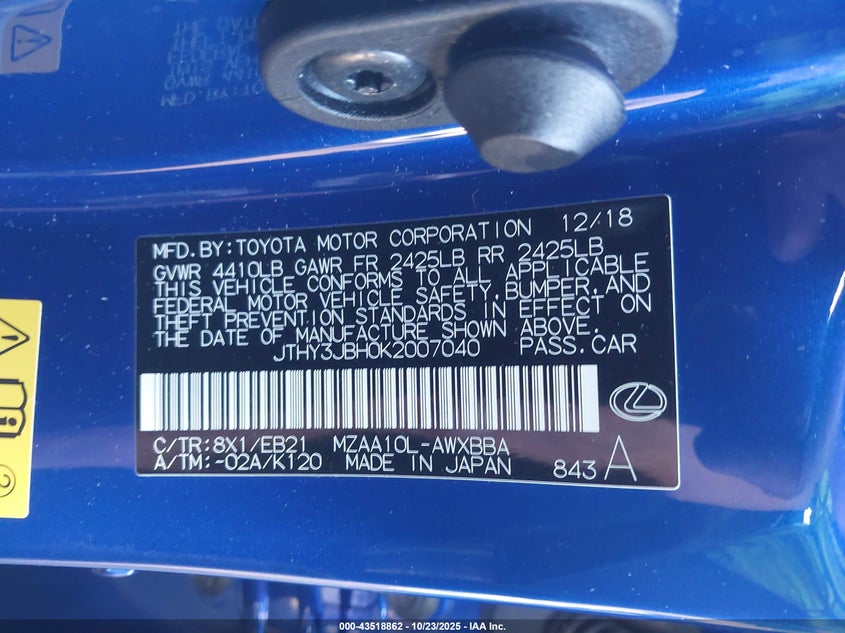 MFD.BY:TOYOTA MOTOR CORPORATION 12/18
GVWR 4410LB GAWR FR 2425LB RR 2425LB
THIS VEHICLE CONFORMS TO ALL APPLICABLE
FEDERAL MOTOR VEHICLE SAFETY,BUMPER,AND
THEFT PREVENTION STANDARDS IN EFFECT ON
THE DATE OF MANUFACTURE SHOWN ABOVE.
JTHY3JBH0K2007040 PASS.CAR
C/TR:8X1/EB21 MZAA10L-AWXBBA
A/TM:-02A/K120 MADE IN JAPAN 843 A
2
000-43518862 - 10/23/2025 - IAA Inc.